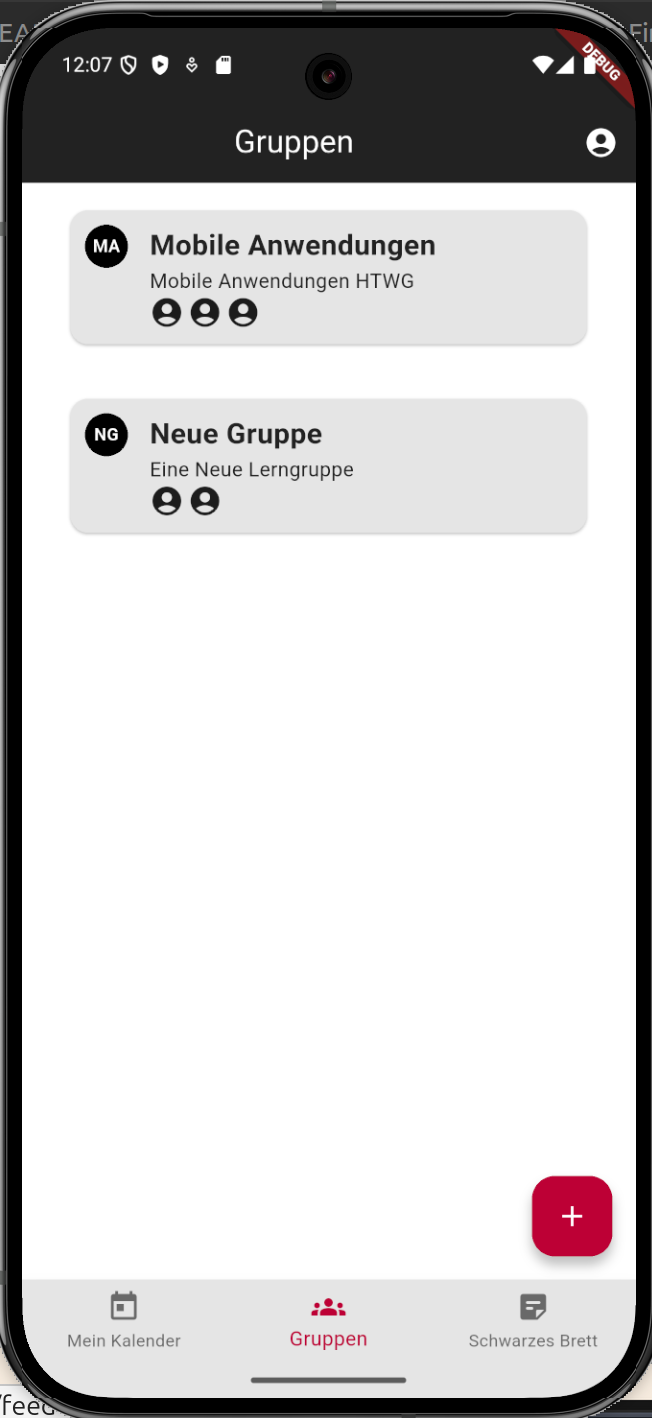 12:07
DEBUG
Gruppen
MA
Mobile Anwendungen
Mobile Anwendungen HTWG
NG
Neue Gruppe
Eine Neue Lerngruppe
+
Mein Kalender
Gruppen
Schwarzes Brett
/feed